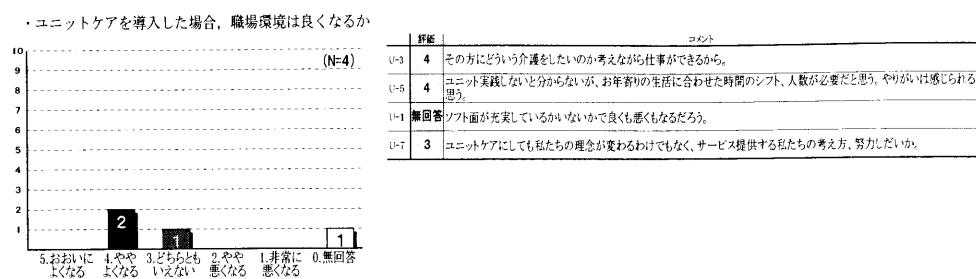 ・ユニットケアを導入した場合，職場環境は良くなるか
10
9
8
7
6
5
4
3
2
1
(N=4)
2
1
1
5.おおいに
よくなる
4.やや
よくなる
3.どちらとも
いえない
2.やや
悪くなる
1.非常に
悪くなる
0.無回答
評価 コメント
U-3 4 その方にどういう介護をしたいのか考えながら仕事ができるから。
U-5 4 ユニット実践しないと分からないが、お年寄りの生活に合わせた時間のシフト、人数が必要だと思う。やりがいは感じられる
思う。
U-1 無回答 ソフト面が充実しているかいないかで良くも悪くもなるだろう。
U-7 3 ユニットケアにしても私たちの理念が変わるわけでもなく、サービス提供する私たちの考え方、努力しだいか。